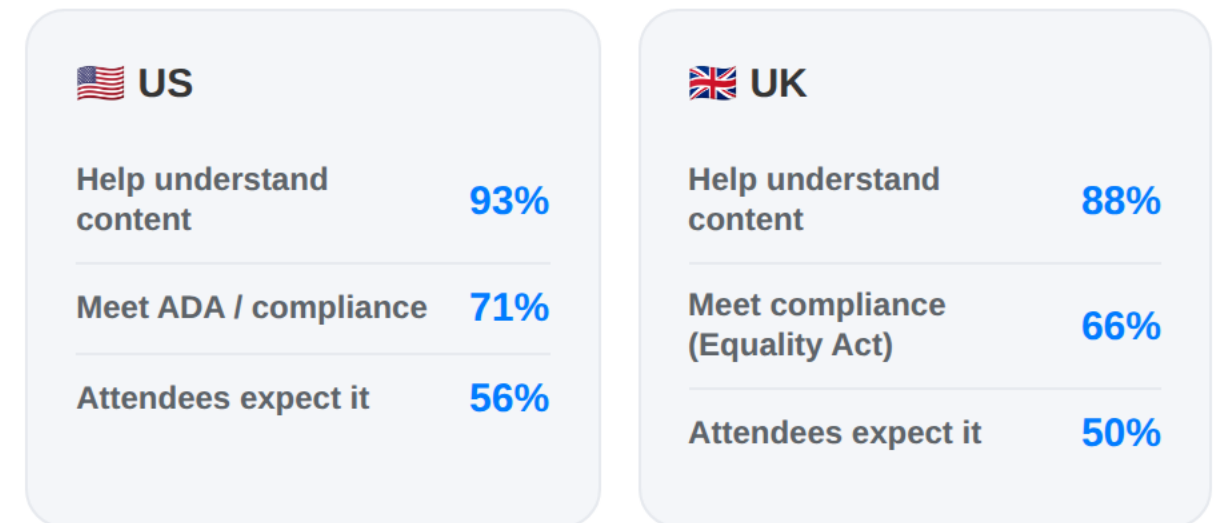 US
Help understand
content
93%
Meet ADA / compliance
71%
Attendees expect it
56%
UK
Help understand
content
88%
Meet compliance
(Equality Act)
66%
Attendees expect it
50%